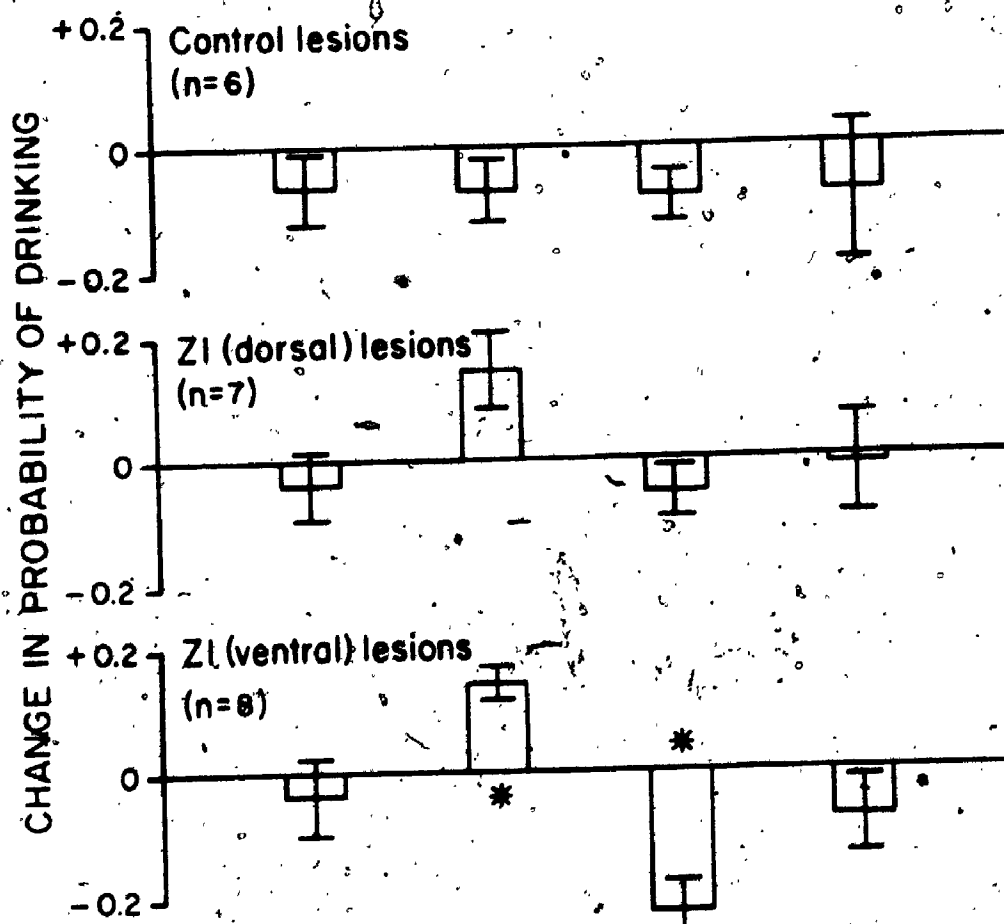 CHANGE IN PROBABILITY OF DRINKING
+0.2
Control lesions
(n=6)
0
-0.2
+0.2
ZI (dorsal) lesions
(n=7)
0
-0.2
+0.2
ZI (ventral) lesions
(n=8)
0
*
*
-0.2